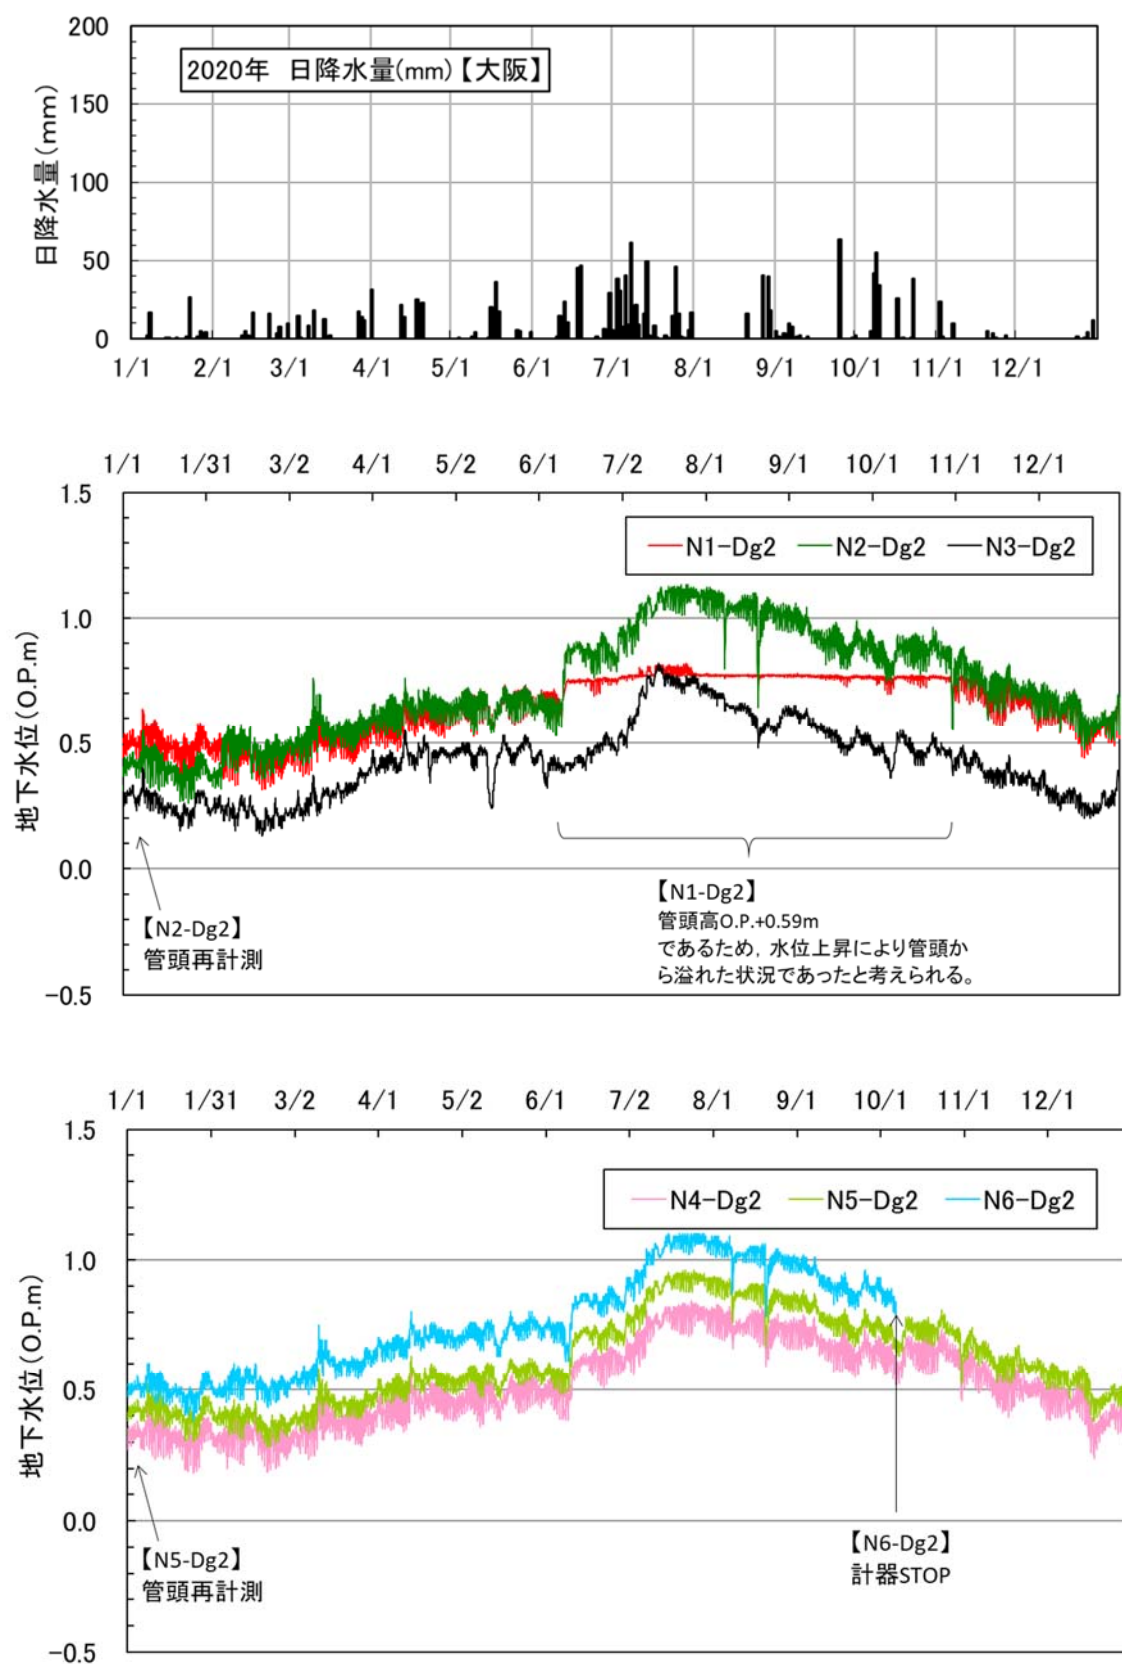 200
2020年 日降水量(mm)【大阪】
150
100
50
0
日降水量(mm)
1/1 2/1 3/1 4/1 5/1 6/1 7/1 8/1 9/1 10/1 11/1 12/1
1/1 1/31 3/2 4/1 5/2 6/1 7/2 8/1 9/1 10/1 11/1 12/1
1.5
N1-Dg2 N2-Dg2 N3-Dg2
1.0
0.5
0.0
-0.5
地下水位(O.P.m)
【N2-Dg2】
管頭再計測
【N1-Dg2】
管頭高O.P.+0.59m
であるため, 水位上昇により管頭か
ら溢れた状況であったと考えられる。
1/1 1/31 3/2 4/1 5/2 6/1 7/2 8/1 9/1 10/1 11/1 12/1
1.5
N4-Dg2 N5-Dg2 N6-Dg2
1.0
0.5
0.0
-0.5
地下水位(O.P.m)
【N5-Dg2】
管頭再計測
【N6-Dg2】
計器STOP